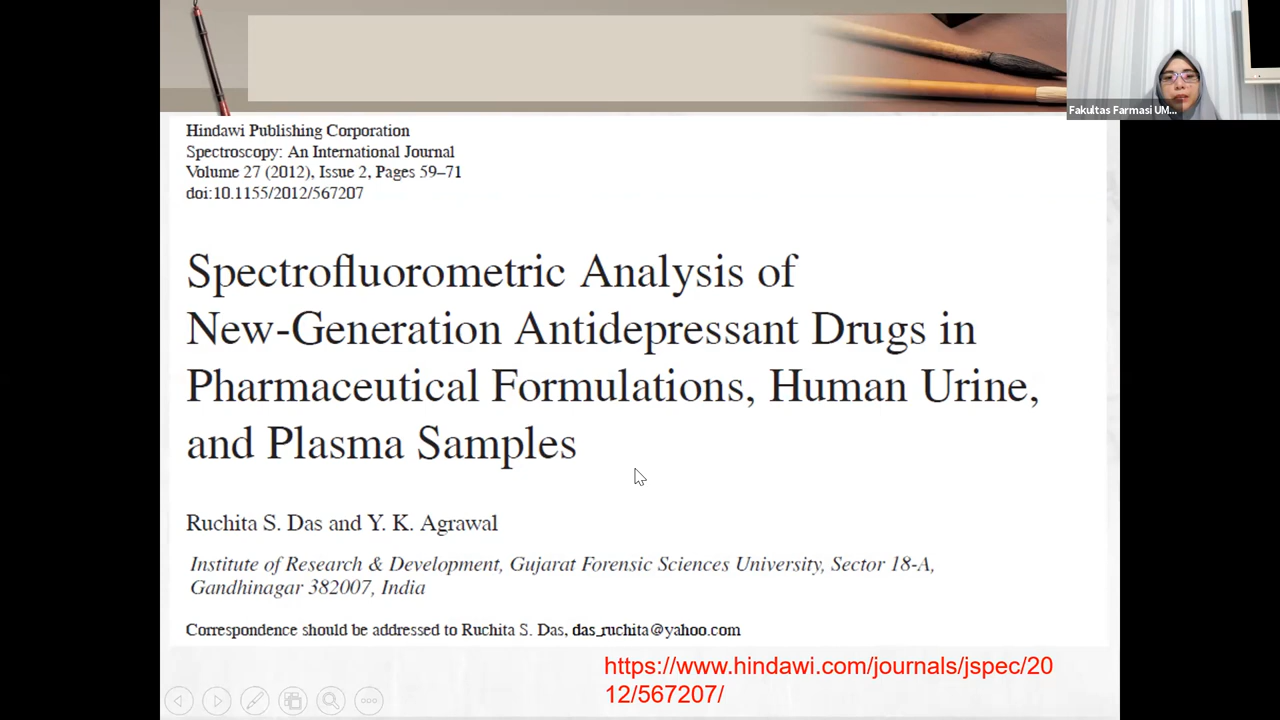 Fakultas Farmasi UM...
Hindawi Publishing Corporation
Spectroscopy: An International Journal
Volume 27 (2012), Issue 2, Pages 59–71
doi:10.1155/2012/567207
Spectrofluorometric Analysis of
New-Generation Antidepressant Drugs in
Pharmaceutical Formulations, Human Urine,
and Plasma Samples
Ruchita S. Das and Y. K. Agrawal
Institute of Research & Development, Gujarat Forensic Sciences University, Sector 18-A,
Gandhinagar 382007, India
Correspondence should be addressed to Ruchita S. Das, das_ruchita@yahoo.com
https://www.hindawi.com/journals/jspec/20
12/567207/